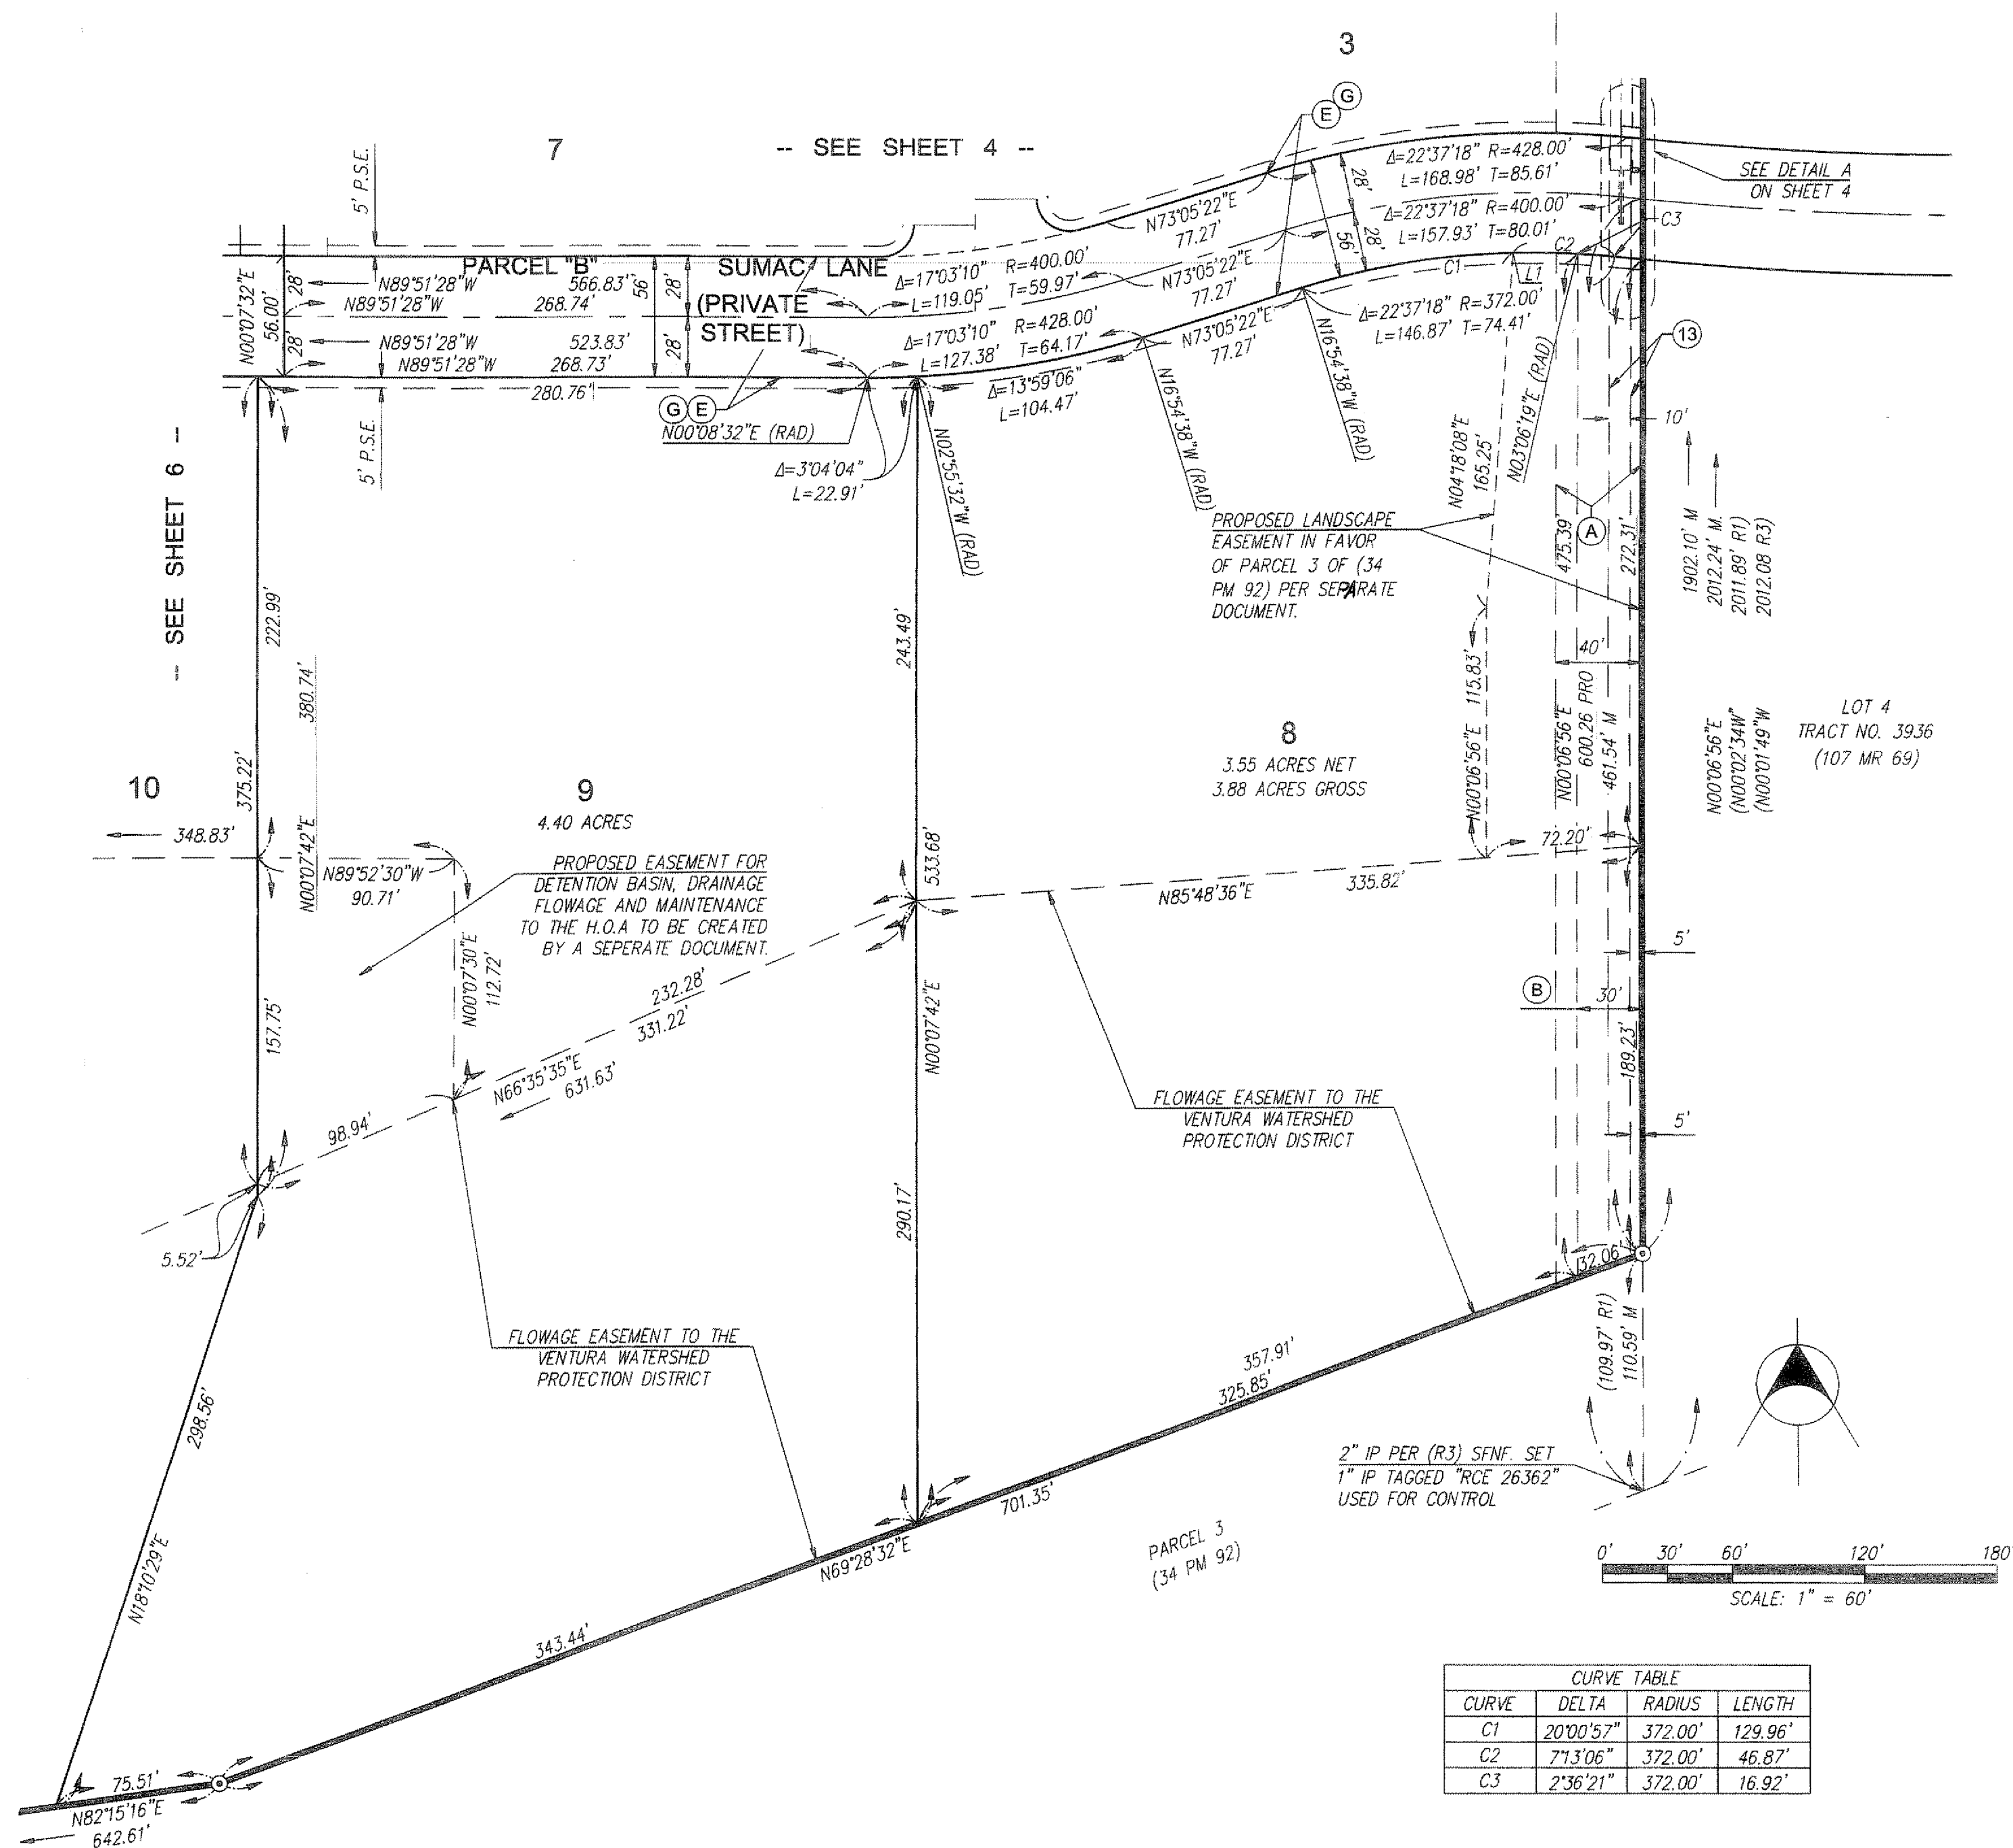 3
7
-- SEE SHEET 4 --
E
G
5' P.S.E.
Δ=22°37'18" R=428.00'
L=168.98' T=85.61'
SEE DETAIL A
ON SHEET 4
28'
N73°05'22"E
77.27'
Δ=22°37'18" R=400.00'
L=157.93' T=80.01'
C3
56'
28'
C2
N00°07'32"E
56.00'
28'
28'
PARCEL "B"
SUMAC LANE
(PRIVATE
STREET)
N89°51'28"W 566.83'
N89°51'28"W 268.74'
56'
28'
28'
N89°51'28"W 523.83'
N89°51'28"W 268.73'
Δ=17°03'10" R=400.00'
L=119.05' T=59.97'
N73°05'22"E
77.27'
C1
L1
Δ=17°03'10" R=428.00'
L=127.38' T=64.17'
N73°05'22"E
77.27'
Δ=22°37'18" R=372.00'
L=146.87' T=74.41'
13
280.76'
Δ=13°59'06"
L=104.47'
G
E
N00°08'32"E (RAD)
Δ=3°04'04"
L=22.91'
N02°55'32"W (RAD)
N16°54'38"W (RAD)
N16°54'38"W (RAD)
N04°18'08"E
165.25'
N03°06'19"E (RAD)
10'
5' P.S.E.
-- SEE SHEET 6 --
PROPOSED LANDSCAPE
EASEMENT IN FAVOR
OF PARCEL 3 OF (34
PM 92) PER SEPARATE
DOCUMENT.
475.39'
A
272.31'
1902.10' M
2012.24' M.
2011.89' R1)
2012.08 R3)
222.99'
380.74'
243.49'
115.83'
N00°06'56"E
40'
N00°06'56"E
600.26 PRO
461.54' M
N00°06'56"E
(N00°02'34W"
(N00°01'49"W
LOT 4
TRACT NO. 3936
(107 MR 69)
8
3.55 ACRES NET
3.88 ACRES GROSS
10
375.22'
9
4.40 ACRES
348.83'
N00°07'42"E
N89°52'30"W
90.71'
PROPOSED EASEMENT FOR
DETENTION BASIN, DRAINAGE
FLOWAGE AND MAINTENANCE
TO THE H.O.A TO BE CREATED
BY A SEPERATE DOCUMENT.
533.68'
72.20'
N85°48'36"E 335.82'
N00°07'30"E
112.72'
5'
B
30'
232.28'
331.22'
157.75'
N00°07'42"E
N66°35'35"E
631.63'
189.23'
FLOWAGE EASEMENT TO THE
VENTURA WATERSHED
PROTECTION DISTRICT
98.94'
5'
290.17'
5.52'
32.06'
FLOWAGE EASEMENT TO THE
VENTURA WATERSHED
PROTECTION DISTRICT
357.91'
325.85'
(109.97' R1)
110.59' M
298.56'
2" IP PER (R3) SFNF. SET
1" IP TAGGED "RCE 26362"
USED FOR CONTROL
701.35'
N69°28'32"E
PARCEL 3
(34 PM 92)
N18°10'29"E
343.44'
0' 30' 60' 120' 180
SCALE: 1" = 60'
75.51'
N82°15'16"E
642.61'
CURVE TABLE
CURVE DELTA RADIUS LENGTH
C1 20°00'57" 372.00' 129.96'
C2 7°13'06" 372.00' 46.87'
C3 2°36'21" 372.00' 16.92'